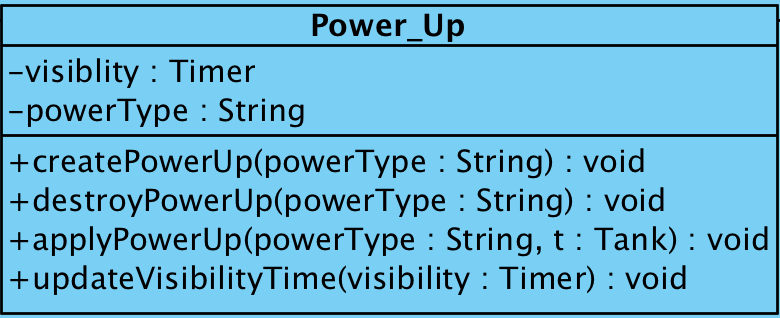 Power_Up
-visiblity : Timer
-powerType : String
+createPowerUp(powerType : String) : void
+destroyPowerUp(powerType : String) : void
+applyPowerUp(powerType : String, t : Tank) : void
+updateVisibilityTime(visibility : Timer) : void